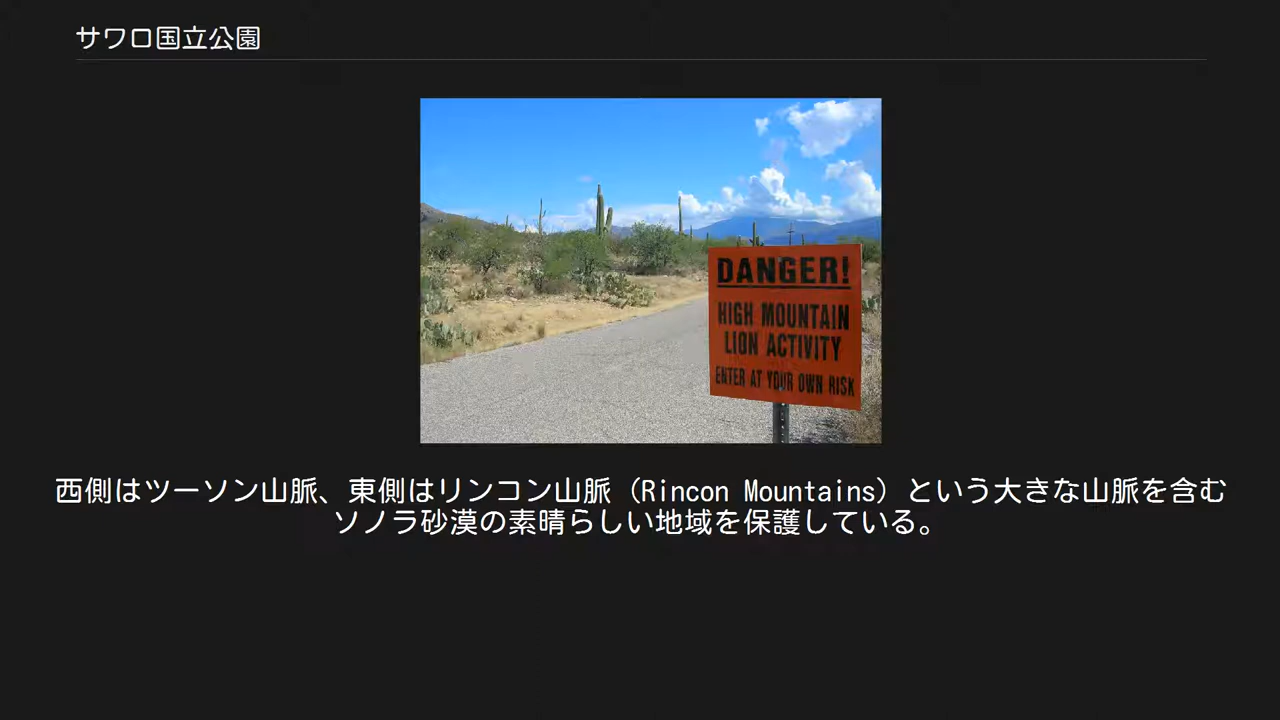 サワロ国立公園
DANGER!
HIGH MOUNTAIN
LION ACTIVITY
ENTER AT YOUR OWN RISK
西側はツーソン山脈、東側はリンコン山脈（Rincon Mountains）という大きな山脈を含む
ソノラ砂漠の素晴らしい地域を保護している。